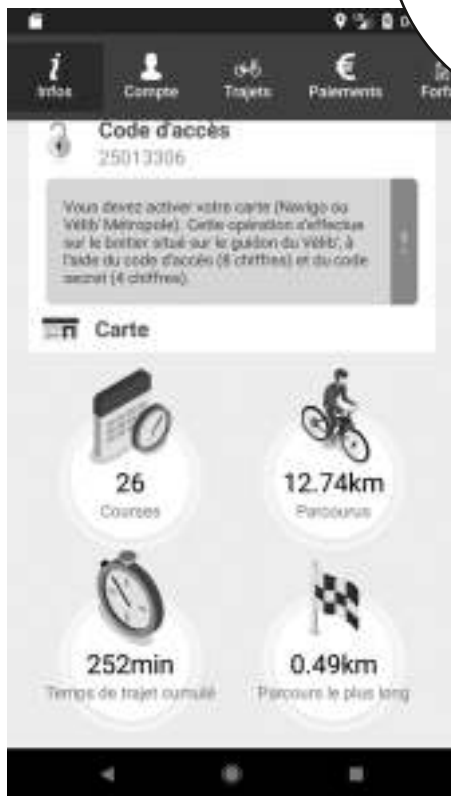 Infos Compte Trajets € Paiements Forf
Code d'accès
25013306
Vous devez activer votre carte (Navigo ou
Vélib' Métropole). Cette opération s'effectue
sur le boitier situé sur le guidon du Vélib', à
l'aide du code d'accès (8 chiffres) et du code
secret (4 chiffres).
Carte
26
Courses
12.74km
Parcourus
252min
Temps de trajet cumulé
0.49km
Parcours le plus long